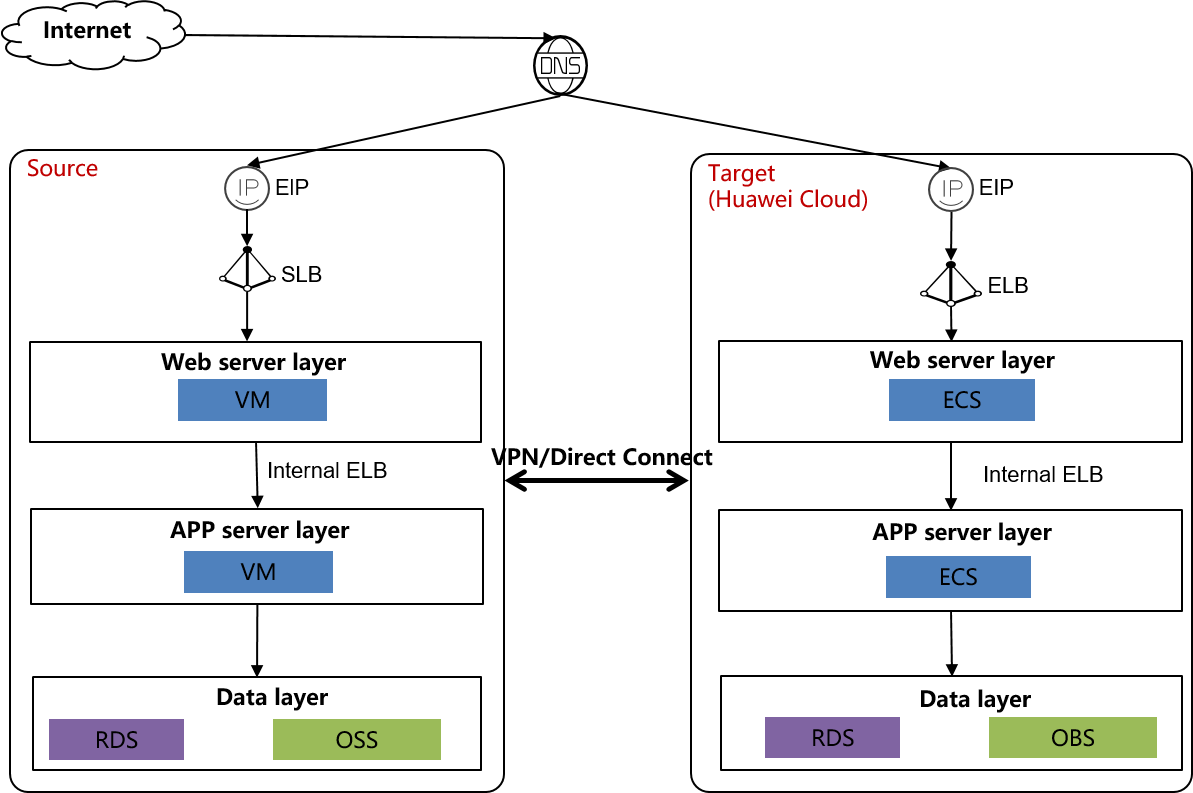 Internet
DNS
Source
IP
EIP
SLB
Web server layer
VM
Internal ELB
APP server layer
VM
Data layer
RDS
OSS
VPN/Direct Connect
Target
(Huawei Cloud)
IP
EIP
ELB
Web server layer
ECS
Internal ELB
APP server layer
ECS
Data layer
RDS
OBS